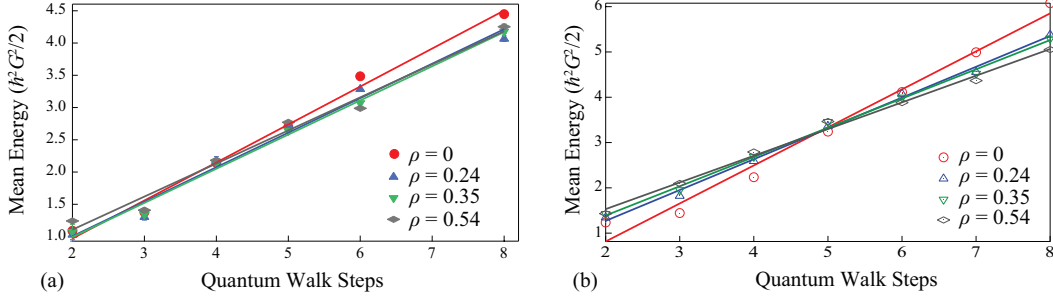 4.5
4.0
3.5
3.0
2.5
2.0
1.5
1.0
Mean Energy (ℏ²G²/2)
ρ = 0
ρ = 0.24
ρ = 0.35
ρ = 0.54
2 3 4 5 6 7 8
(a) Quantum Walk Steps
6
5
4
3
2
1
Mean Energy (ℏ²G²/2)
ρ = 0
ρ = 0.24
ρ = 0.35
ρ = 0.54
2 3 4 5 6 7 8
(b) Quantum Walk Steps